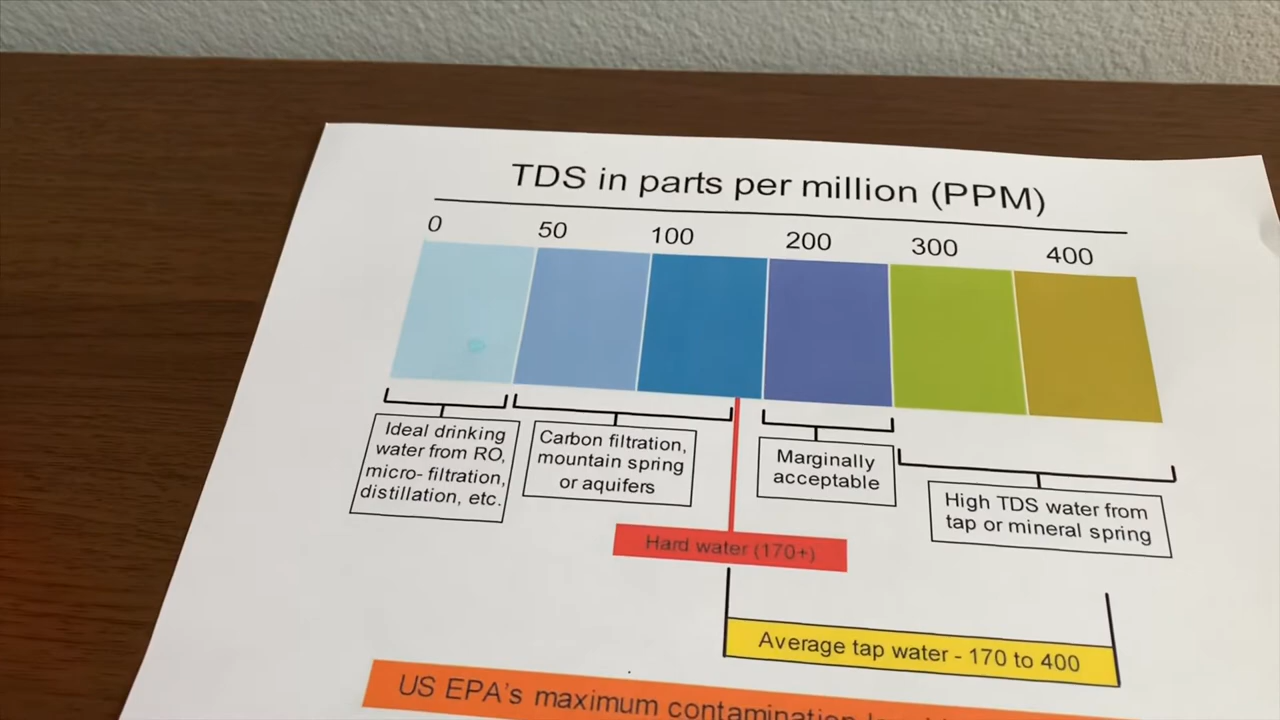 TDS in parts per million (PPM)
0 50 100 200 300 400
Ideal drinking
water from RO,
micro- filtration,
distillation, etc.
Carbon filtration,
mountain spring
or aquifers
Marginally
acceptable
High TDS water from
tap or mineral spring
Hard water (170+)
Average tap water - 170 to 400
US EPA's maximum contamination